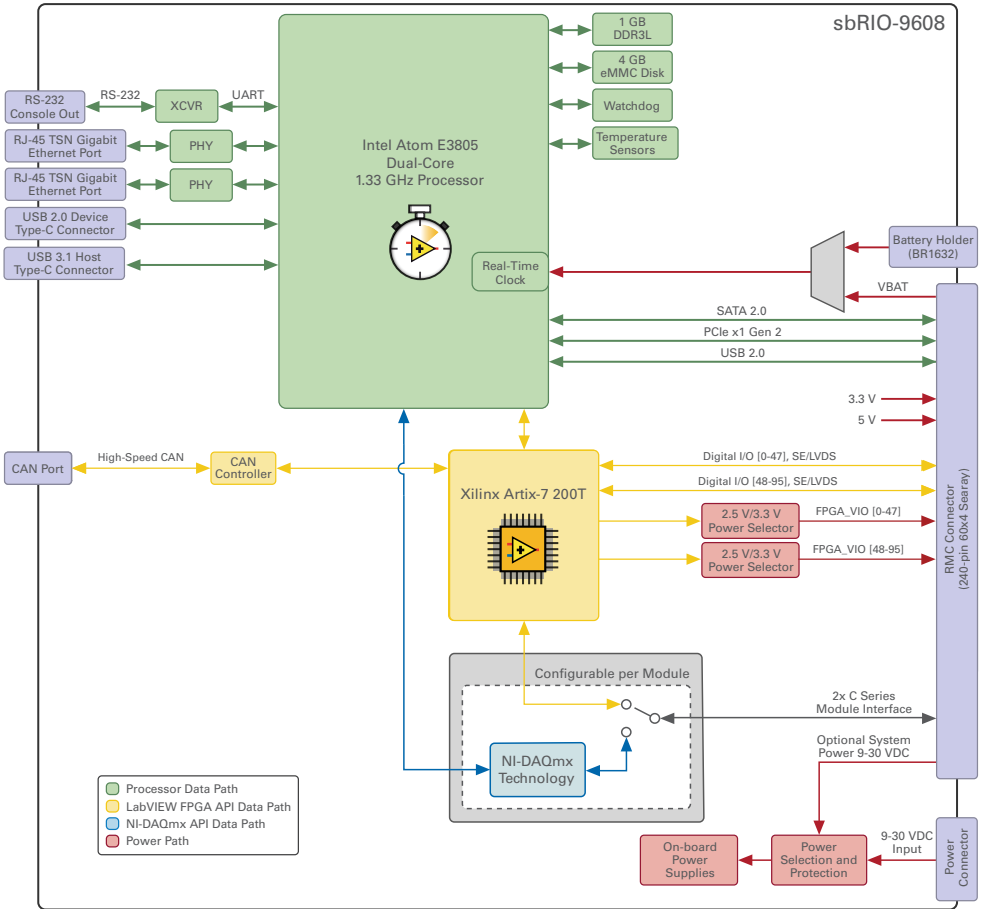 sbRIO-9608
1 GB
DDR3L
4 GB
eMMC Disk
Watchdog
Temperature
Sensors
RS-232
Console Out
RS-232
XCVR
UART
RJ-45 TSN Gigabit
Ethernet Port
PHY
RJ-45 TSN Gigabit
Ethernet Port
PHY
USB 2.0 Device
Type-C Connector
USB 3.1 Host
Type-C Connector
Intel Atom E3805
Dual-Core
1.33 GHz Processor
Real-Time
Clock
Battery Holder
(BR1632)
VBAT
SATA 2.0
PCIe x1 Gen 2
USB 2.0
3.3 V
5 V
CAN Port
High-Speed CAN
CAN
Controller
Xilinx Artix-7 200T
Digital I/O [0-47], SE/LVDS
Digital I/O [48-95], SE/LVDS
2.5 V/3.3 V
Power Selector
FPGA_VIO [0-47]
2.5 V/3.3 V
Power Selector
FPGA_VIO [48-95]
RMC Connector
(240-pin 60x4 Searay)
Configurable per Module
NI-DAQmx
Technology
2x C Series
Module Interface
Optional System
Power 9-30 VDC
Processor Data Path
LabVIEW FPGA API Data Path
NI-DAQmx API Data Path
Power Path
On-board
Power
Supplies
Power
Selection and
Protection
9-30 VDC
Input
Power
Connector